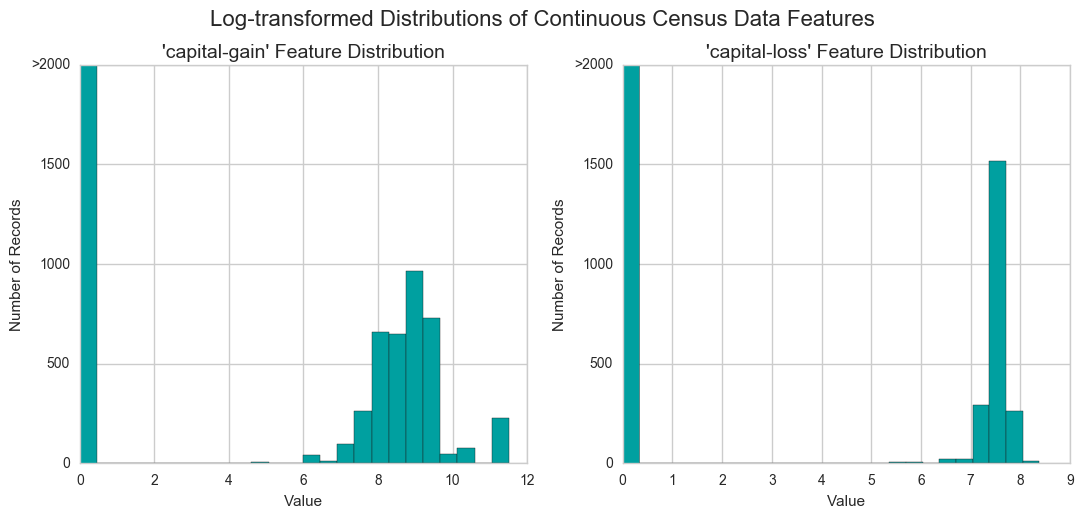 Log-transformed Distributions of Continuous Census Data Features
'capital-gain' Feature Distribution
>2000
1500
1000
500
0
Number of Records
0 2 4 6 8 10 12
Value
'capital-loss' Feature Distribution
>2000
1500
1000
500
0
Number of Records
0 1 2 3 4 5 6 7 8 9
Value